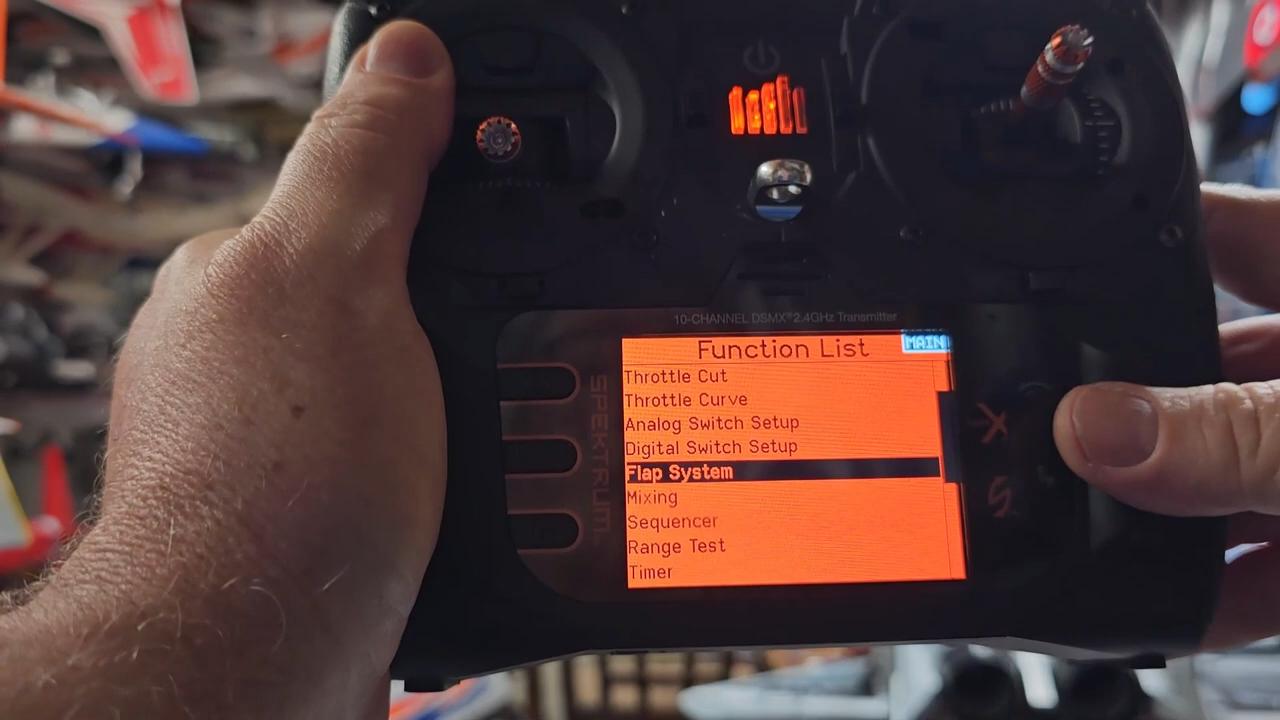 10-CHANNEL DSMX® 2.4GHz Transmitter
Function List
MAIN
Throttle Cut
Throttle Curve
Analog Switch Setup
Digital Switch Setup
Flap System
Mixing
Sequencer
Range Test
Timer
SPEKTRUM